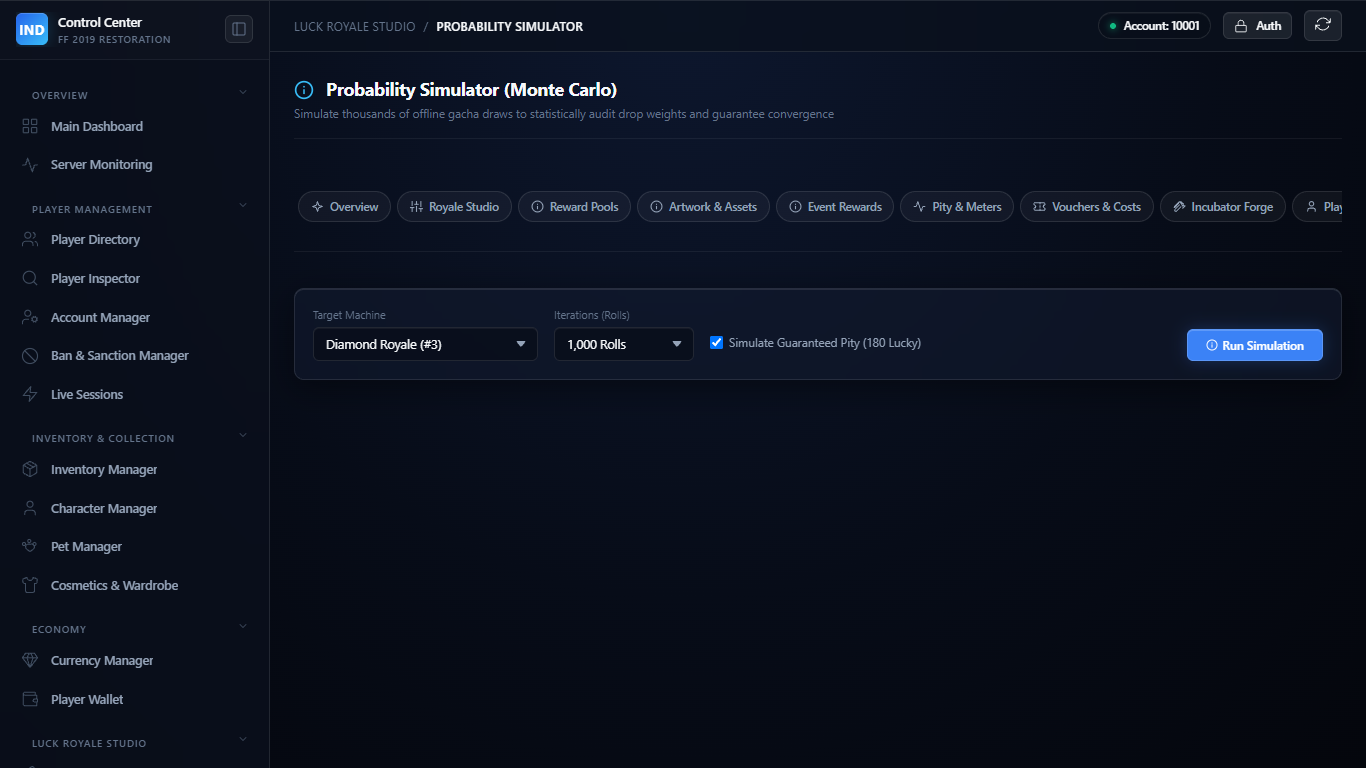 IND
Control Center
FF 2019 RESTORATION
OVERVIEW
Main Dashboard
Server Monitoring
PLAYER MANAGEMENT
Player Directory
Player Inspector
Account Manager
Ban & Sanction Manager
Live Sessions
INVENTORY & COLLECTION
Inventory Manager
Character Manager
Pet Manager
Cosmetics & Wardrobe
ECONOMY
Currency Manager
Player Wallet
LUCK ROYALE STUDIO
LUCK ROYALE STUDIO / PROBABILITY SIMULATOR
Account: 10001
Auth
Probability Simulator (Monte Carlo)
Simulate thousands of offline gacha draws to statistically audit drop weights and guarantee convergence
Overview
Royale Studio
Reward Pools
Artwork & Assets
Event Rewards
Pity & Meters
Vouchers & Costs
Incubator Forge
Play
Target Machine
Diamond Royale (#3)
Iterations (Rolls)
1,000 Rolls
Simulate Guaranteed Pity (180 Lucky)
Run Simulation